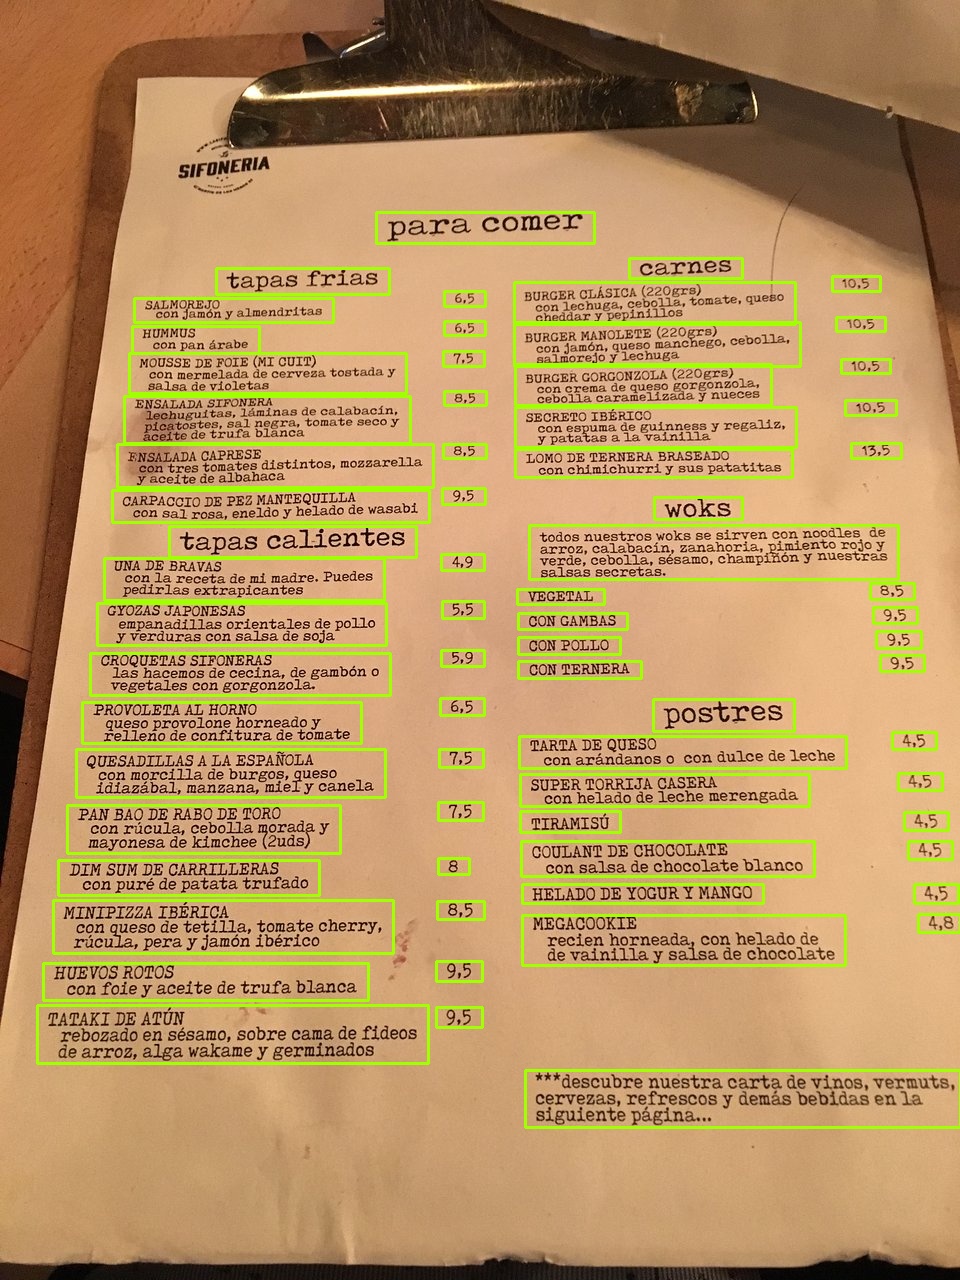 SIFONERIA
para comer
tapas frias
SALMOREJO 6,5
con jamón y almendritas
HUMMUS 6,5
con pan árabe
MOUSSE DE FOIE (MI CUIT) 7,5
con mermelada de cerveza tostada y
salsa de violetas
ENSALADA SIFONERA 8,5
lechuguitas, láminas de calabacín,
picatostes, sal negra, tomate seco y
aceite de trufa blanca
ENSALADA CAPRESE 8,5
con tres tomates distintos, mozzarella
y aceite de albahaca
CARPACCIO DE PEZ MANTEQUILLA 9,5
con sal rosa, eneldo y helado de wasabi
tapas calientes
UNA DE BRAVAS 4,9
con la receta de mi madre. Puedes
pedirlas extrapicantes
GYOZAS JAPONESAS 5,5
empanadillas orientales de pollo
y verduras con salsa de soja
CROQUETAS SIFONERAS 5,9
las hacemos de cecina, de gambón o
vegetales con gorgonzola.
PROVOLETA AL HORNO 6,5
queso provolone horneado y
relleno de confitura de tomate
QUESADILLAS A LA ESPAÑOLA 7,5
con morcilla de burgos, queso
idiazábal, manzana, miel y canela
PAN BAO DE RABO DE TORO 7,5
con rúcula, cebolla morada y
mayonesa de kimchee (2uds)
DIM SUM DE CARRILLERAS 8
con puré de patata trufado
MINIPIZZA IBÉRICA 8,5
con queso de tetilla, tomate cherry,
rúcula, pera y jamón ibérico
HUEVOS ROTOS 9,5
con foie y aceite de trufa blanca
TATAKI DE ATÚN 9,5
rebozado en sésamo, sobre cama de fideos
de arroz, alga wakame y germinados
carnes
BURGER CLÁSICA (220grs) 10,5
con lechuga, cebolla, tomate, queso
cheddar y pepinillos
BURGER MANOLETE (220grs) 10,5
con jamón, queso manchego, cebolla,
salmorejo y lechuga
BURGER GORGONZOLA (220grs) 10,5
con crema de queso gorgonzola,
cebolla caramelizada y nueces
SECRETO IBÉRICO 10,5
con espuma de guinness y regaliz,
y patatas a la vainilla
LOMO DE TERNERA BRASEADO 13,5
con chimichurri y sus patatitas
woks
todos nuestros woks se sirven con noodles de
arroz, calabacín, zanahoria, pimiento rojo y
verde, cebolla, sésamo, champiñón y nuestras
salsas secretas.
VEGETAL 8,5
CON GAMBAS 9,5
CON POLLO 9,5
CON TERNERA 9,5
postres
TARTA DE QUESO 4,5
con arándanos o con dulce de leche
SUPER TORRIJA CASERA 4,5
con helado de leche merengada
TIRAMISÚ 4,5
COULANT DE CHOCOLATE 4,5
con salsa de chocolate blanco
HELADO DE YOGUR Y MANGO 4,5
MEGACOOKIE 4,8
recien horneada, con helado de
de vainilla y salsa de chocolate
***descubre nuestra carta de vinos, vermuts,
cervezas, refrescos y demás bebidas en la
siguiente página...